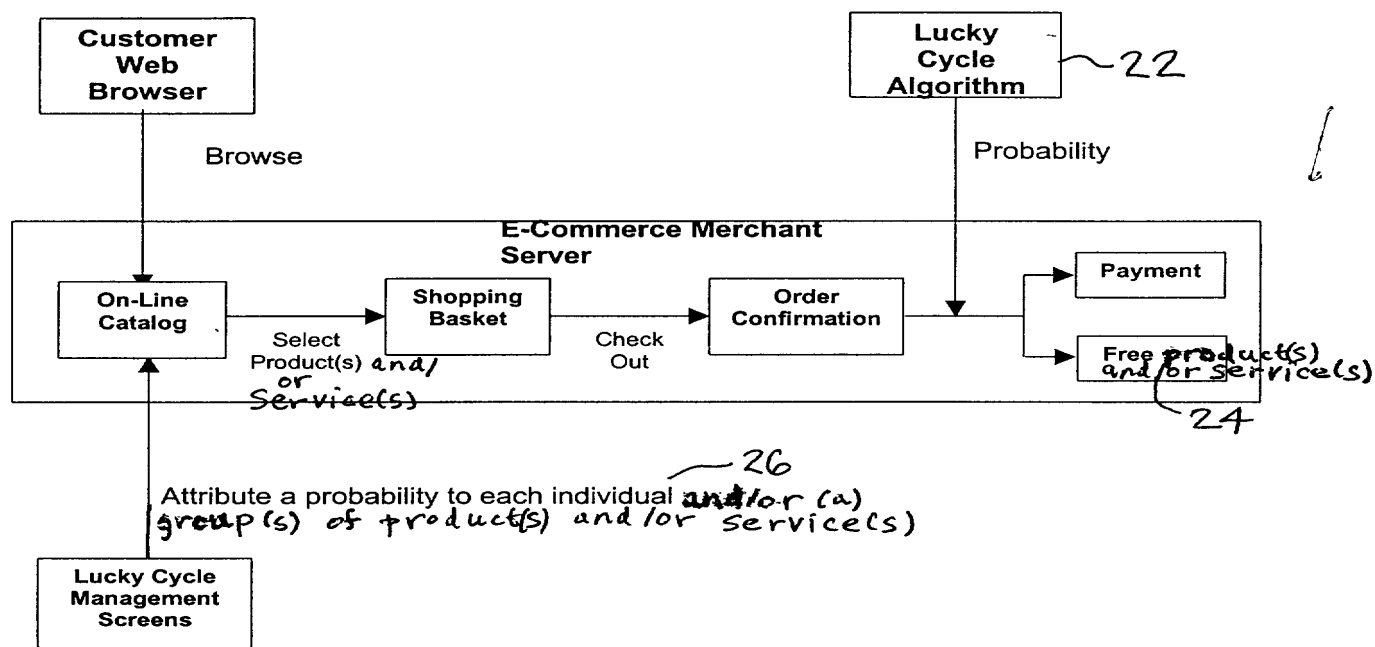 Customer
Web
Browser
Lucky
Cycle
Algorithm
22
Browse
Probability
E-Commerce Merchant
Server
On-Line
Catalog
Shopping
Basket
Order
Confirmation
Payment
Select
Product(s) and/
or
Service(s)
Check
Out
Free product(s)
and/or service(s)
24
26
Attribute a probability to each individual and/or (a)
group(s) of product(s) and/or service(s)
Lucky Cycle
Management
Screens